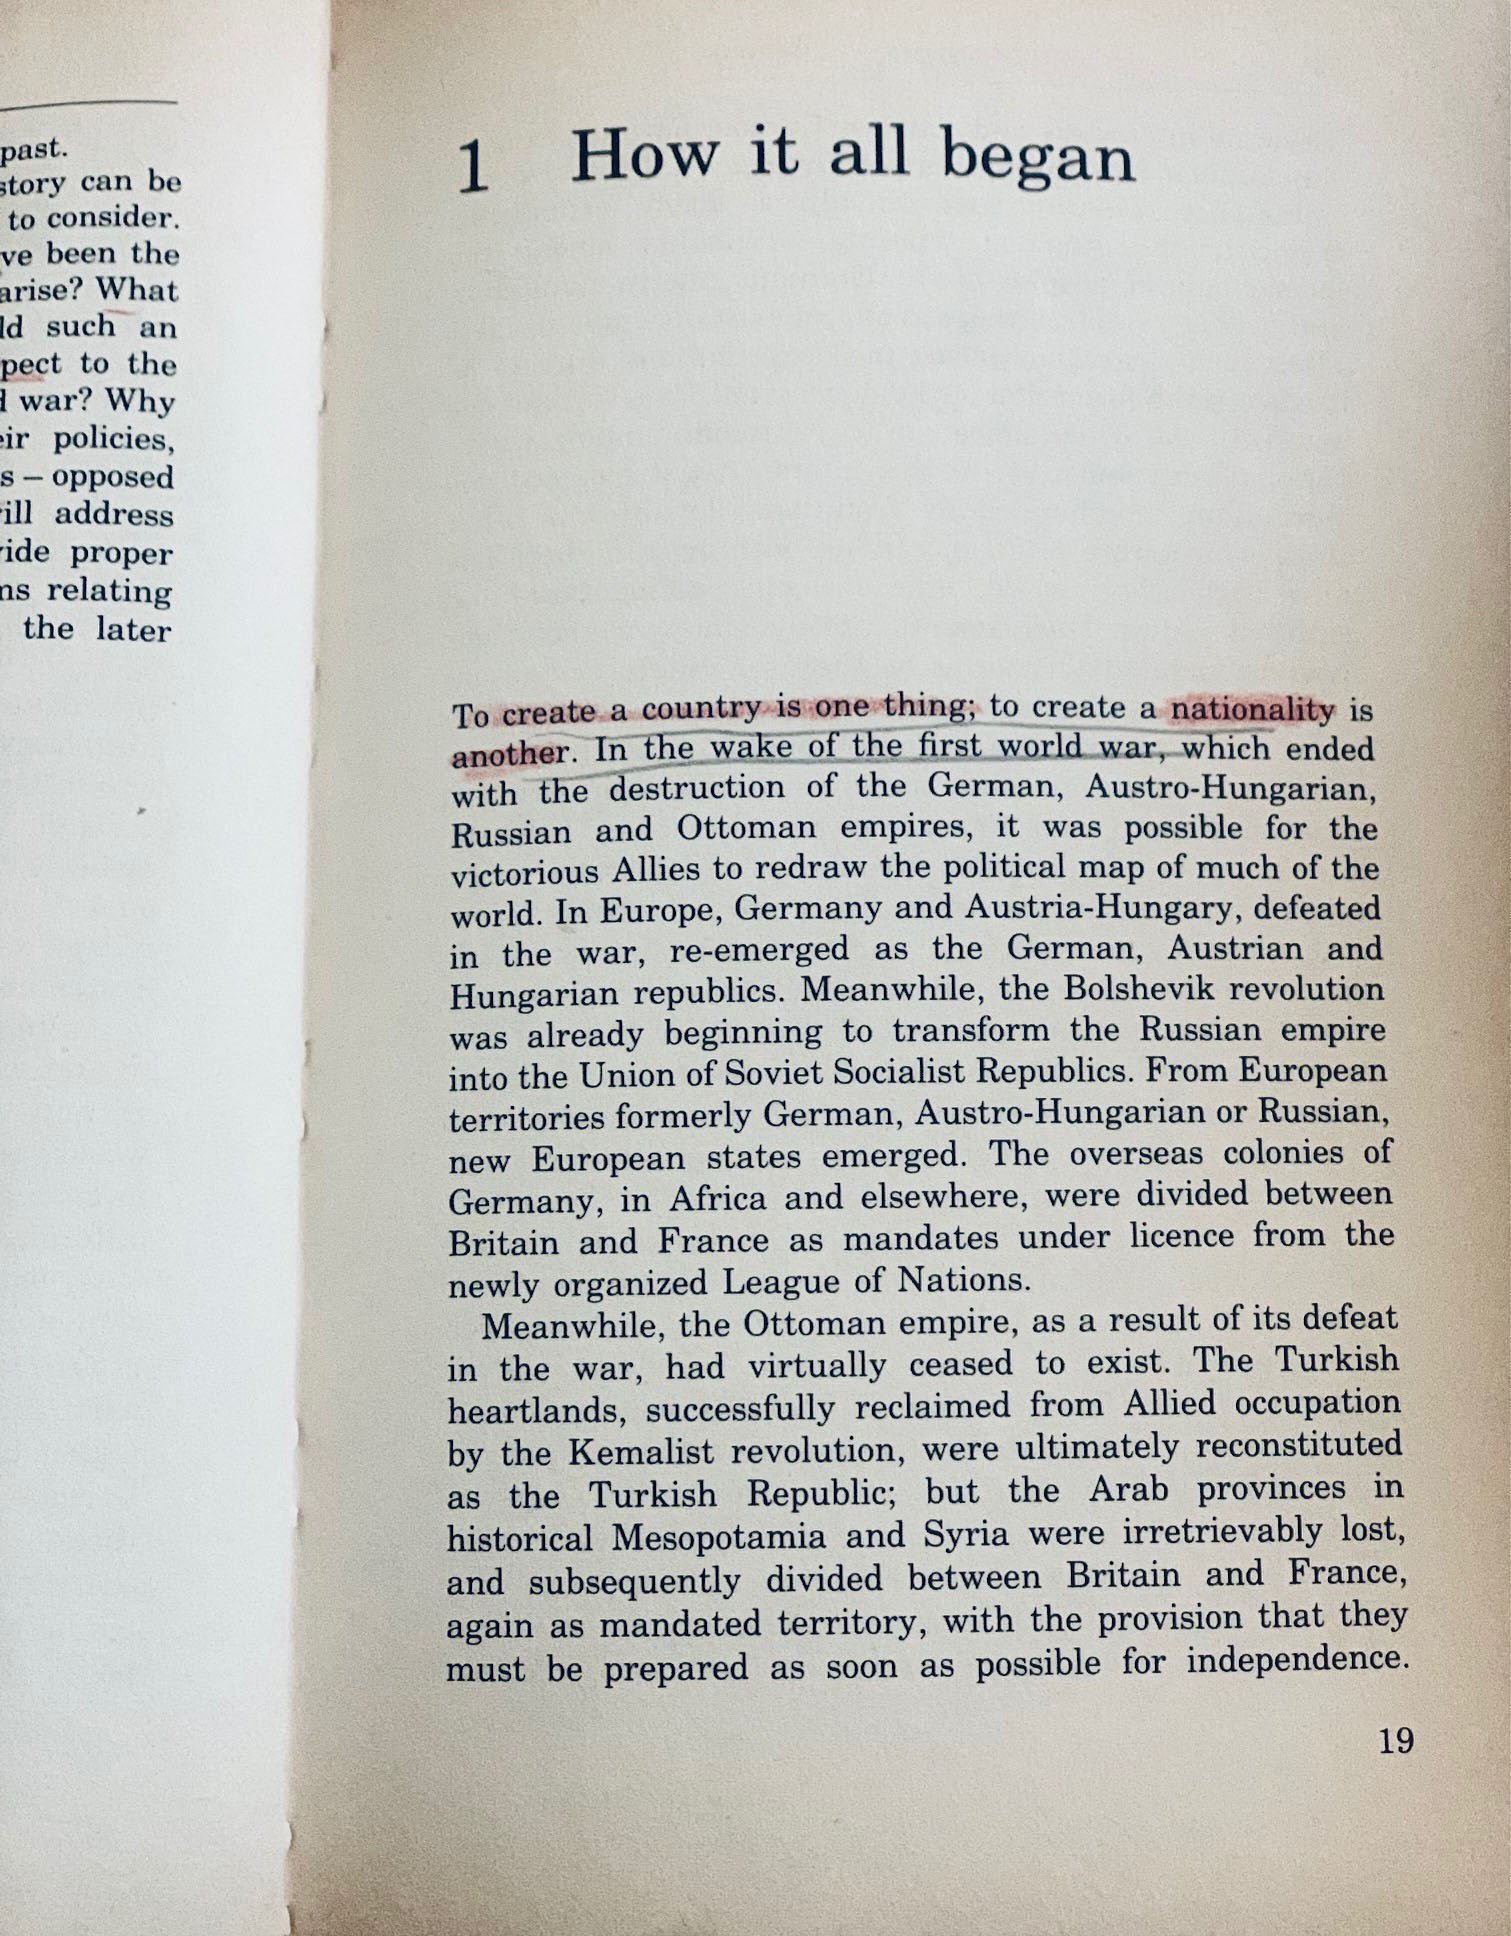 past.
story can be
to consider.
ve been the
arise? What
ld such an
pect to the
d war? Why
eir policies,
s – opposed
ill address
ide proper
ns relating
the later
1 How it all began
To create a country is one thing; to create a nationality is
another. In the wake of the first world war, which ended
with the destruction of the German, Austro-Hungarian,
Russian and Ottoman empires, it was possible for the
victorious Allies to redraw the political map of much of the
world. In Europe, Germany and Austria-Hungary, defeated
in the war, re-emerged as the German, Austrian and
Hungarian republics. Meanwhile, the Bolshevik revolution
was already beginning to transform the Russian empire
into the Union of Soviet Socialist Republics. From European
territories formerly German, Austro-Hungarian or Russian,
new European states emerged. The overseas colonies of
Germany, in Africa and elsewhere, were divided between
Britain and France as mandates under licence from the
newly organized League of Nations.
Meanwhile, the Ottoman empire, as a result of its defeat
in the war, had virtually ceased to exist. The Turkish
heartlands, successfully reclaimed from Allied occupation
by the Kemalist revolution, were ultimately reconstituted
as the Turkish Republic; but the Arab provinces in
historical Mesopotamia and Syria were irretrievably lost,
and subsequently divided between Britain and France,
again as mandated territory, with the provision that they
must be prepared as soon as possible for independence.
19